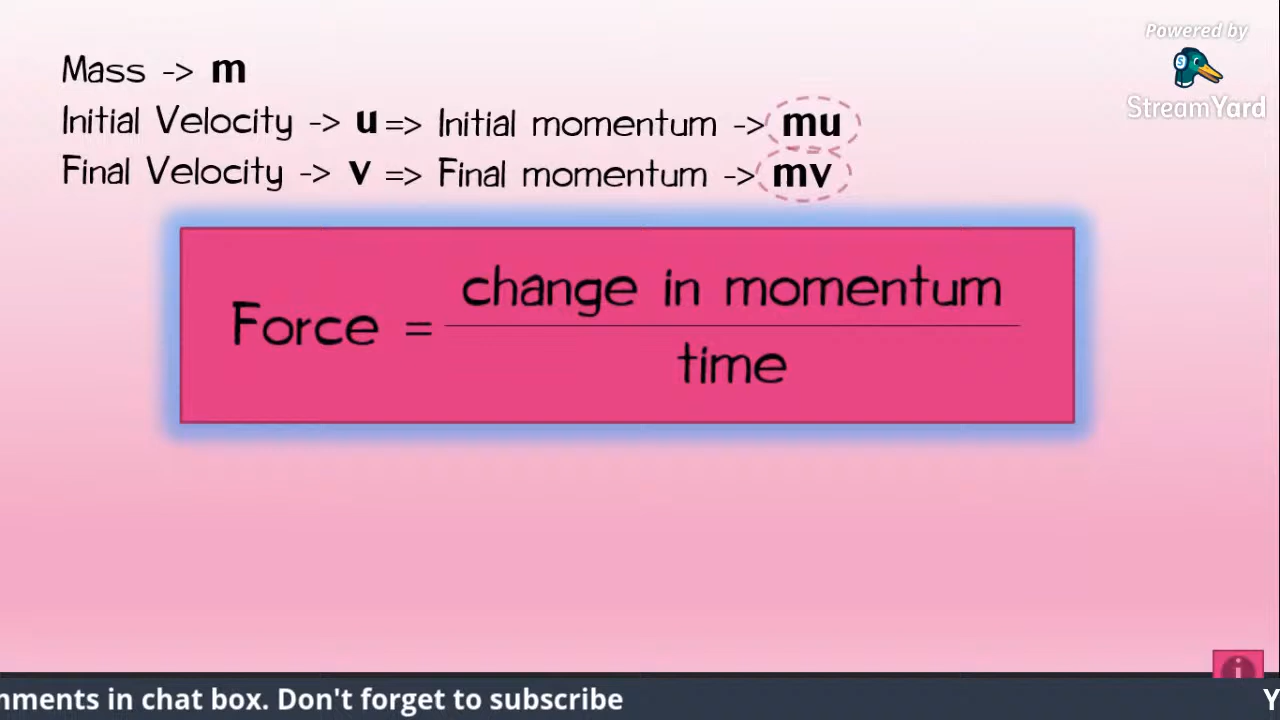 Powered by
StreamYard
Mass -> m
Initial Velocity -> u => Initial momentum -> mu
Final Velocity -> v => Final momentum -> mv
Force = change in momentum
time
i
mments in chat box. Don't forget to subscribe
Y